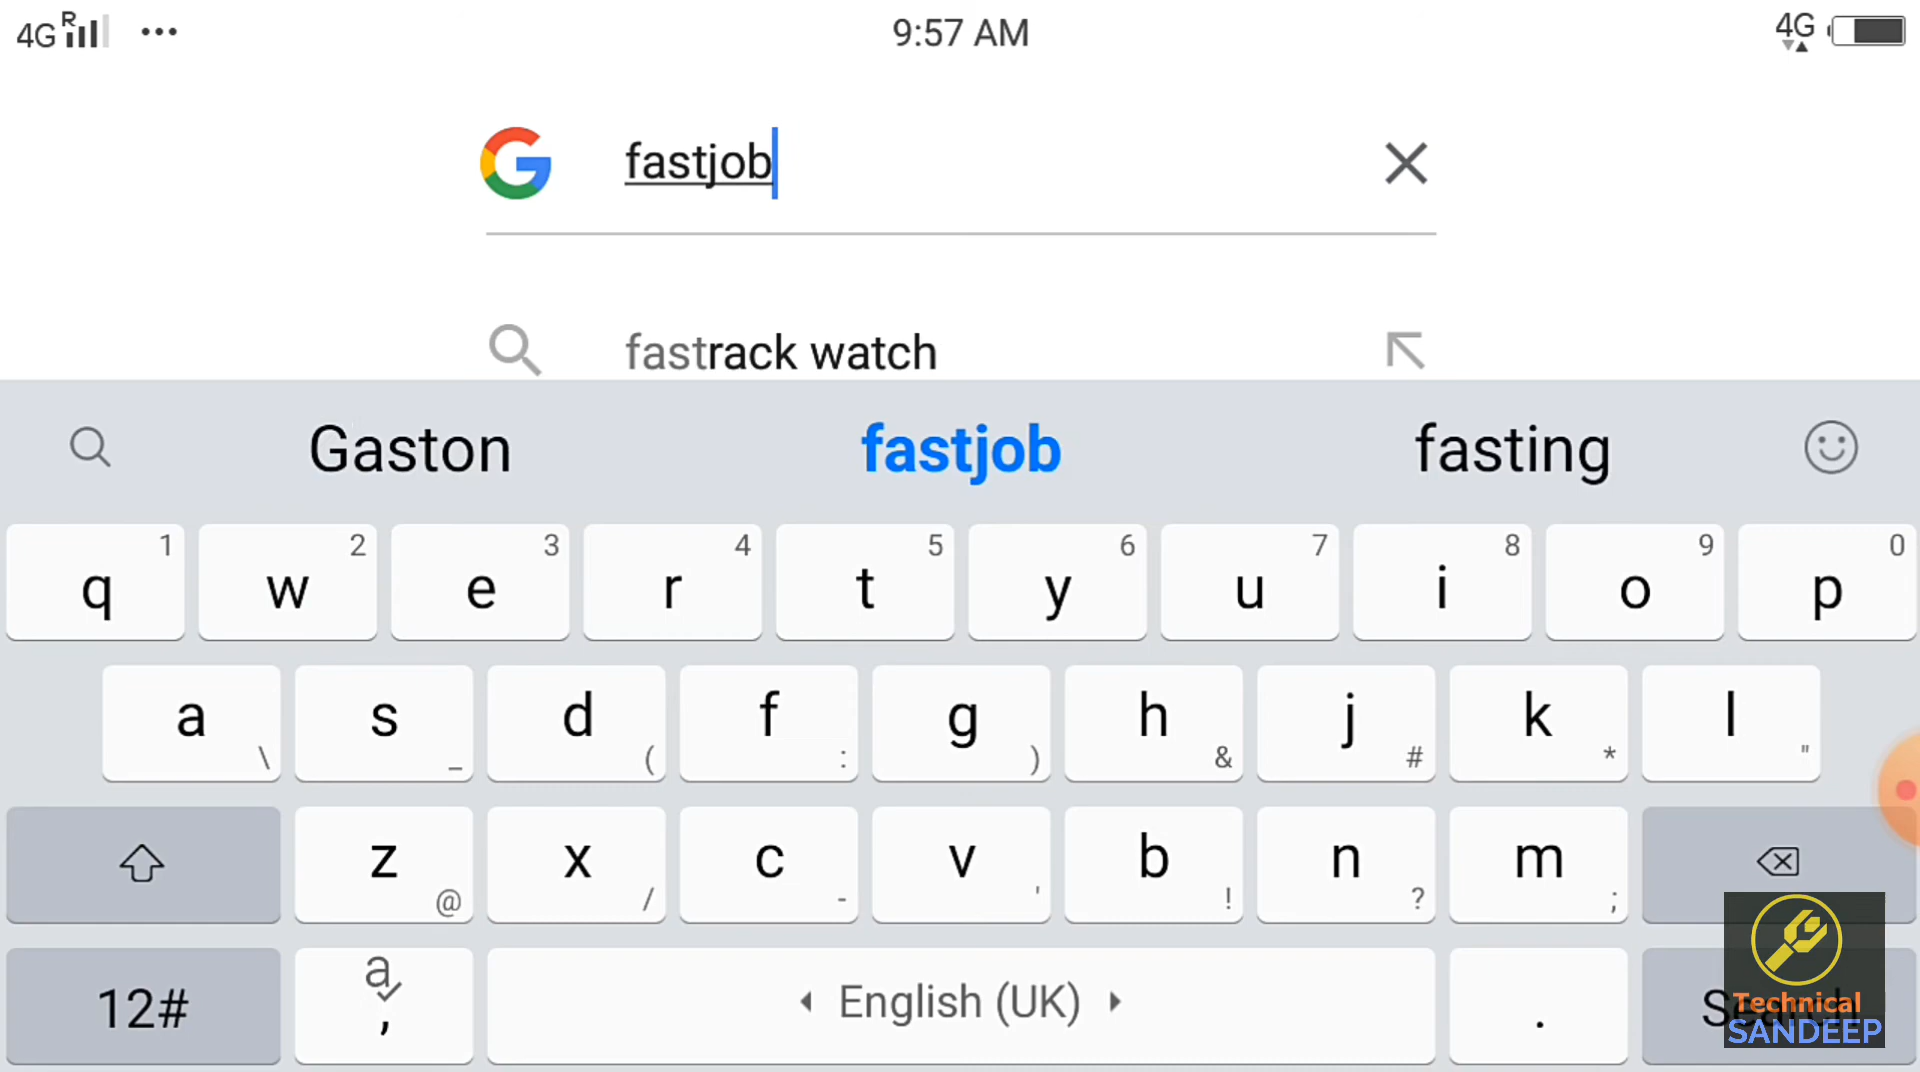 4G R ••• 9:57 AM 4G
fastjob
fastrack watch
Gaston fastjob fasting
1 2 3 4 5 6 7 8 9 0
q w e r t y u i o p
a s d f g h j k l
\ _ ( : ) & # * "
z x c v b n m
@ / - ' ! ? ;
12# a , English (UK) . Search
Technical
SANDEEP